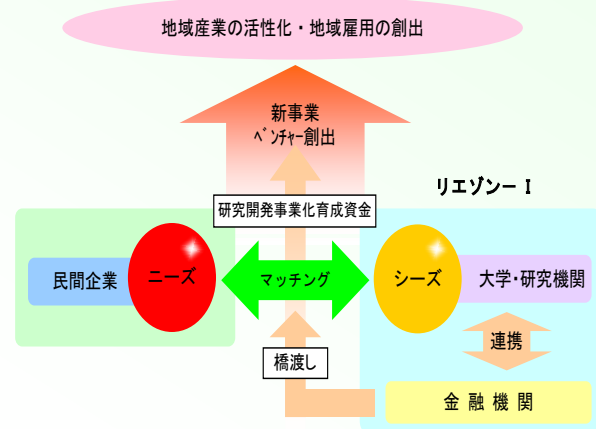 地域産業の活性化・地域雇用の創出
新事業
ベンチャー創出
リエゾンーⅠ
研究開発事業化育成資金
民間企業
ニーズ
マッチング
シーズ
大学・研究機関
連携
橋渡し
金融機関